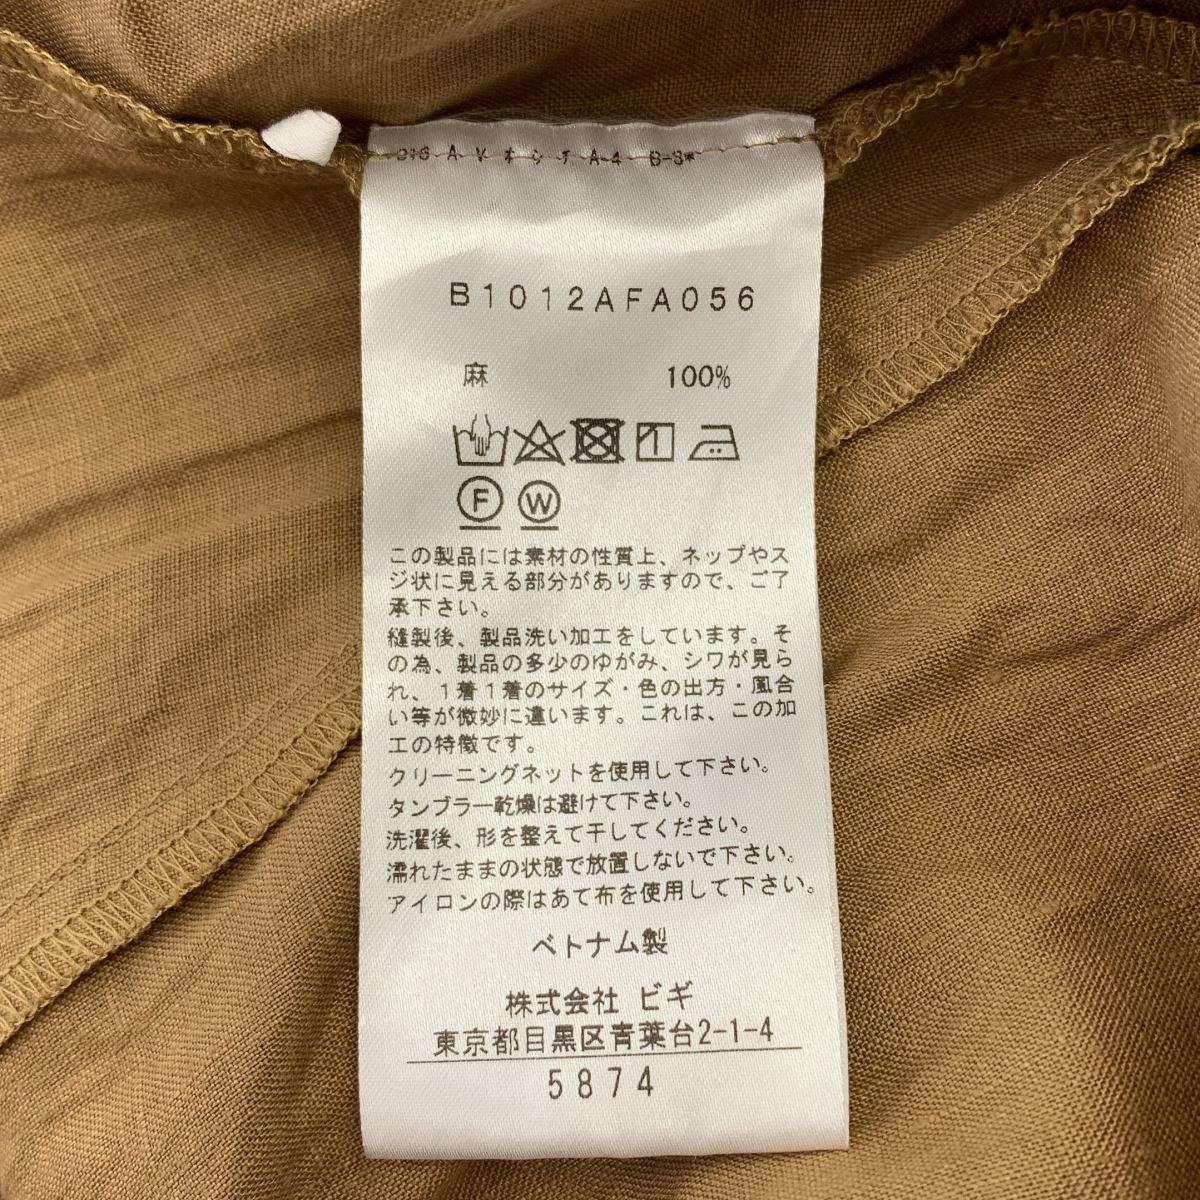 B1012AFA056
麻 100%
F W
この製品には素材の性質上、ネップやス
ジ状に見える部分がありますので、ご了
承下さい。
縫製後、製品洗い加工をしています。そ
の為、製品の多少のゆがみ、シワが見ら
れ、1着1着のサイズ・色の出方・風合
い等が微妙に違います。これは、この加
工の特徴です。
クリーニングネットを使用して下さい。
タンブラー乾燥は避けて下さい。
洗濯後、形を整えて干してください。
濡れたままの状態で放置しないで下さい。
アイロンの際はあて布を使用して下さい。
ベトナム製
株式会社 ビギ
東京都目黒区青葉台2-1-4
5874